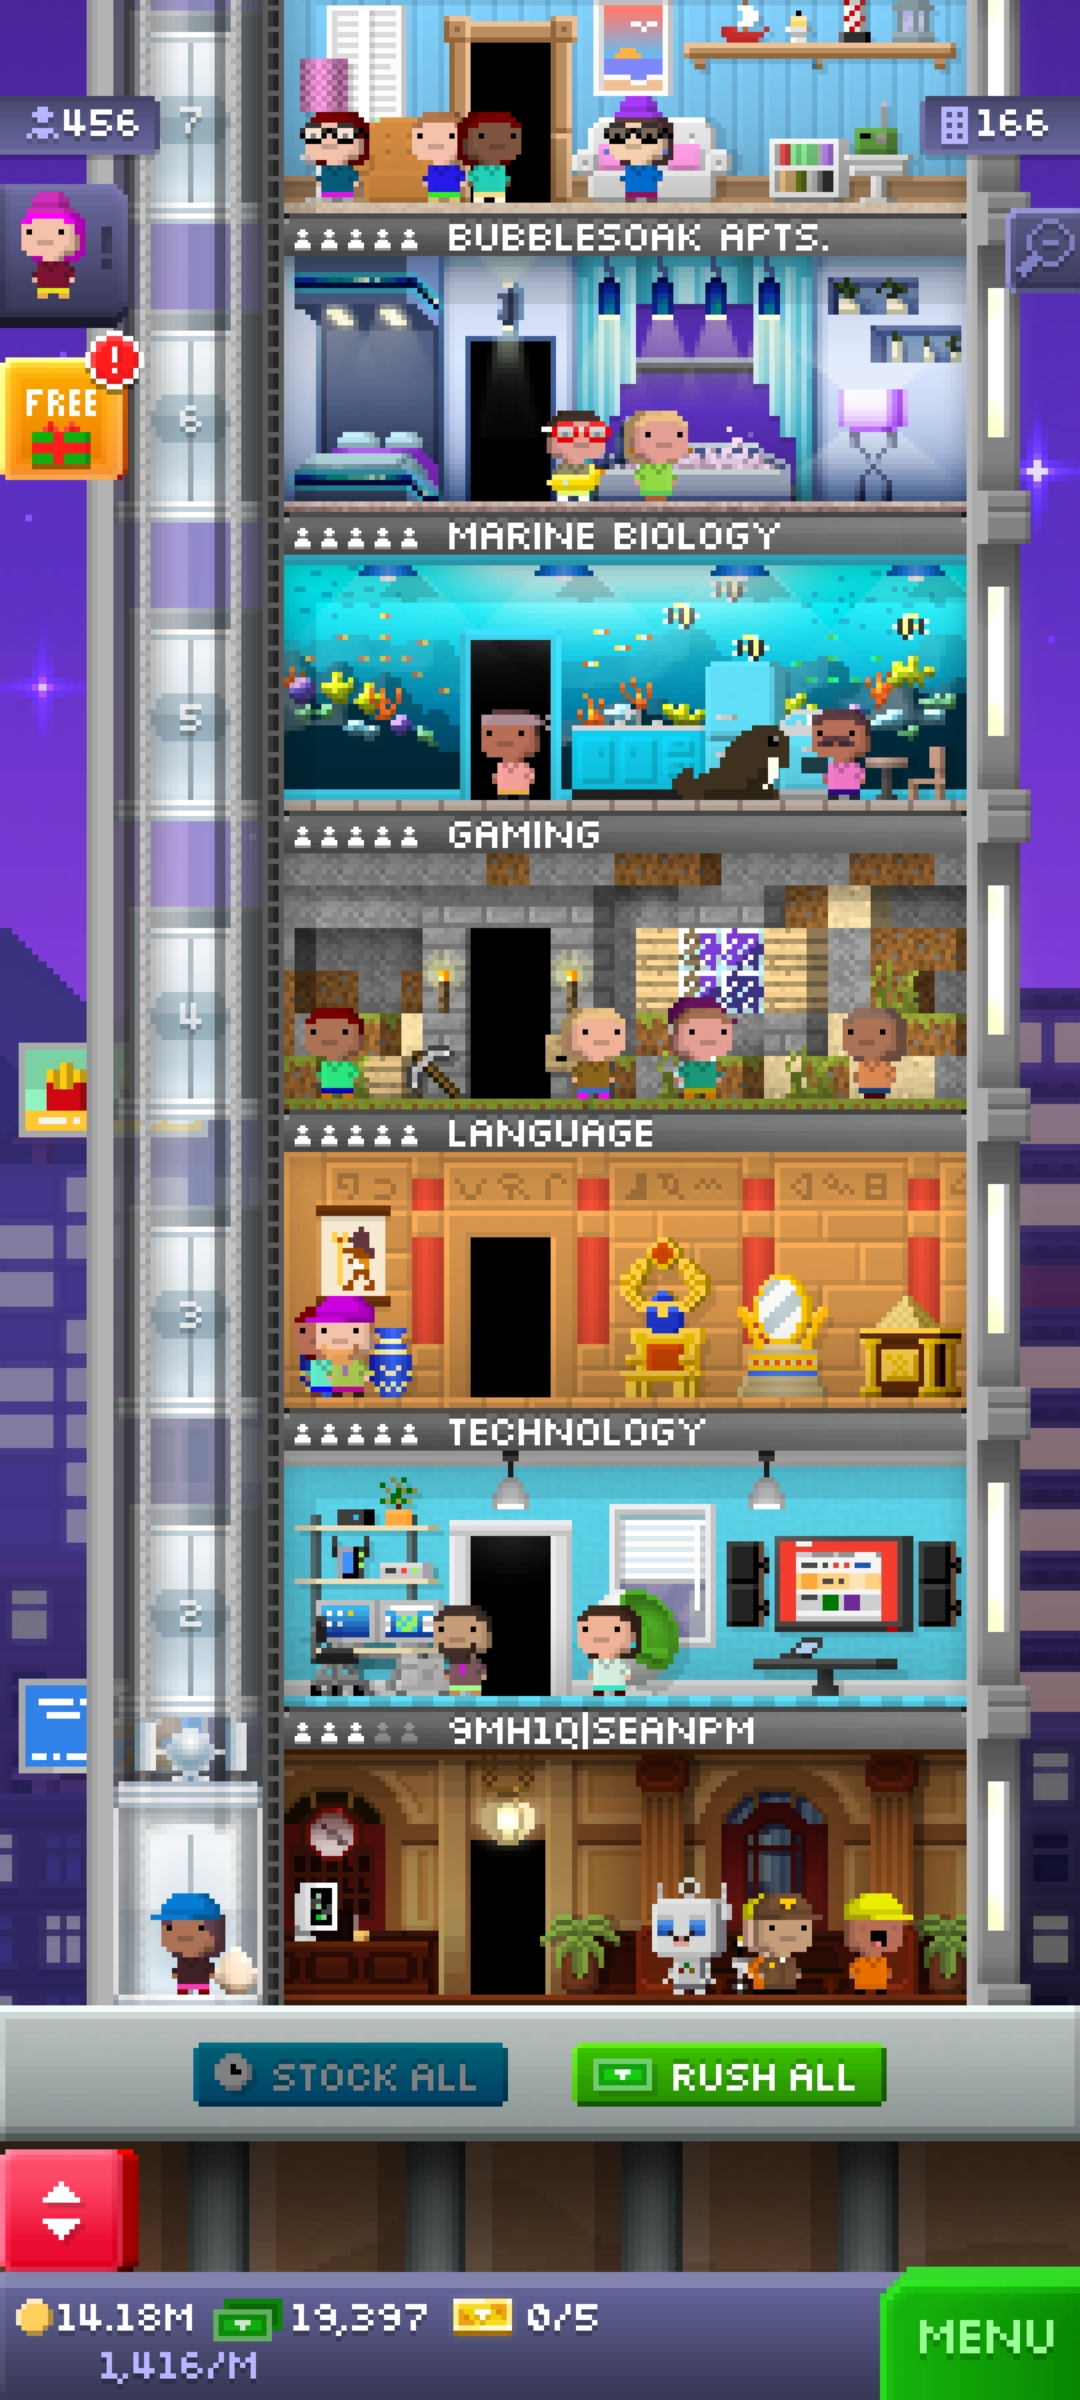 7
456
166
BUBBLESOAK APTS.
FREE
6
MARINE BIOLOGY
5
GAMING
4
LANGUAGE
3
TECHNOLOGY
2
9MH1Q|SEANPM
STOCK ALL
RUSH ALL
14.18M
19,397
0/5
1,416/M
MENU